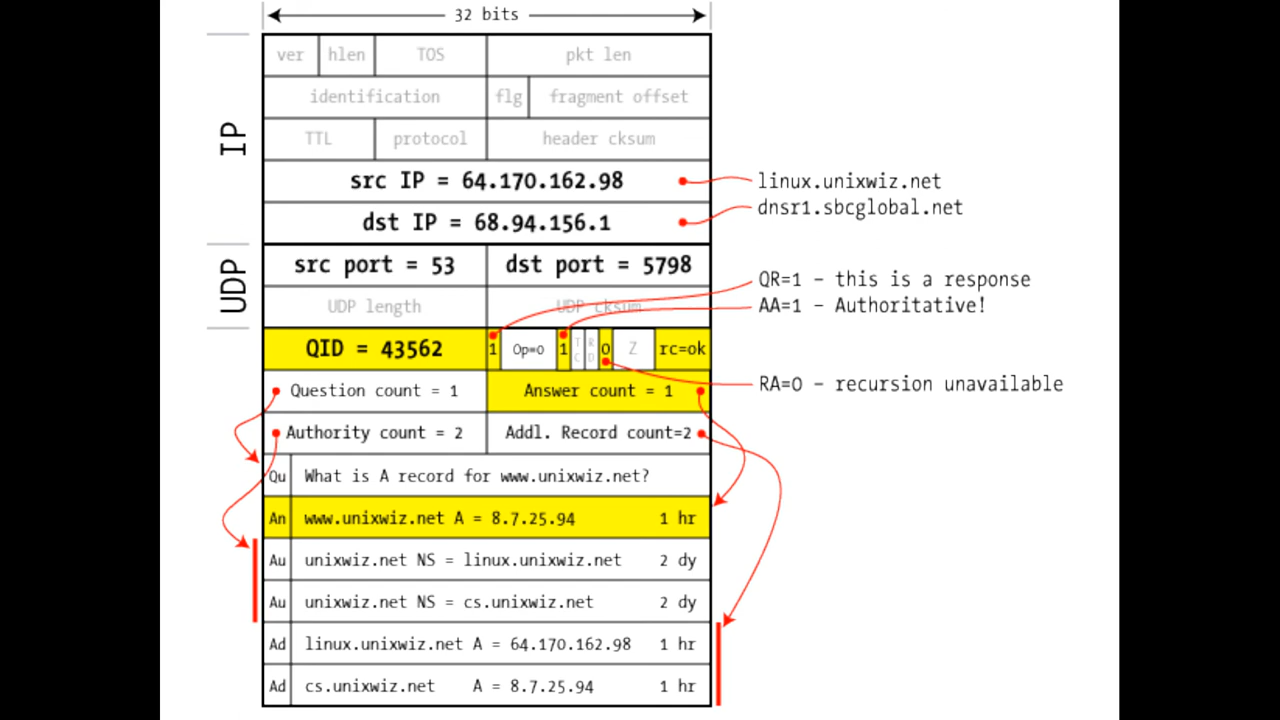 32 bits
IP
ver hlen TOS pkt len
identification flg fragment offset
TTL protocol header cksum
src IP = 64.170.162.98
linux.unixwiz.net
dst IP = 68.94.156.1
dnsr1.sbcglobal.net
UDP
src port = 53 dst port = 5798
QR=1 – this is a response
UDP length UDP cksum
AA=1 – Authoritative!
QID = 43562 1 Op=0 1 TC RD 0 Z rc=ok
RA=0 – recursion unavailable
Question count = 1 Answer count = 1
Authority count = 2 Addl. Record count=2
Qu What is A record for www.unixwiz.net?
An www.unixwiz.net A = 8.7.25.94 1 hr
Au unixwiz.net NS = linux.unixwiz.net 2 dy
Au unixwiz.net NS = cs.unixwiz.net 2 dy
Ad linux.unixwiz.net A = 64.170.162.98 1 hr
Ad cs.unixwiz.net A = 8.7.25.94 1 hr